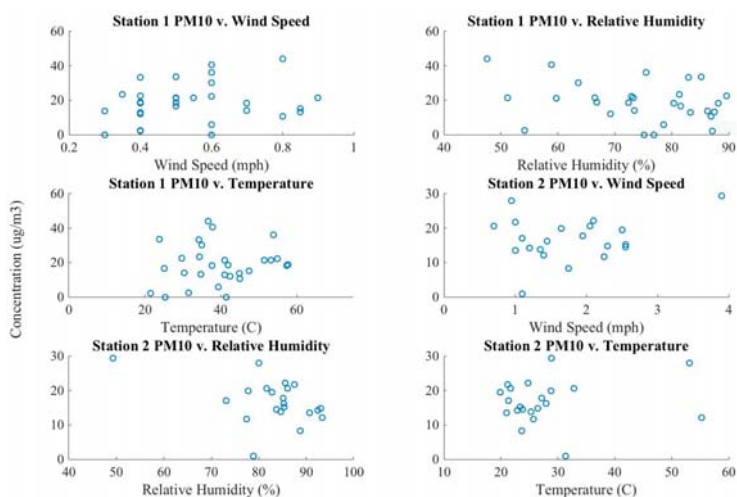 Station 1 PM10 v. Wind Speed
60
40
20
0
0.2 0.4 0.6 0.8 1
Wind Speed (mph)
Station 1 PM10 v. Relative Humidity
60
40
20
0
40 50 60 70 80 90
Relative Humidity (%)
Concentration (ug/m3)
Station 1 PM10 v. Temperature
60
40
20
0
0 20 40 60
Temperature (C)
Station 2 PM10 v. Wind Speed
30
20
10
0
1 2 3 4
Wind Speed (mph)
Station 2 PM10 v. Relative Humidity
30
20
10
0
40 60 80 100
Relative Humidity (%)
Station 2 PM10 v. Temperature
30
20
10
0
10 20 30 40 50 60
Temperature (C)